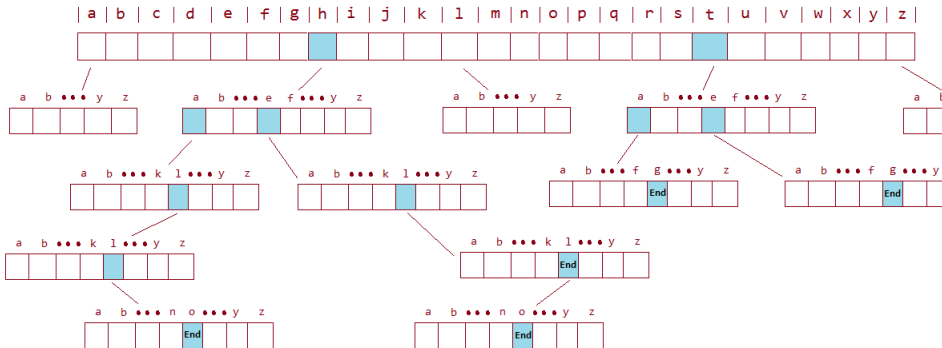 | a | b | c | d | e | f | g | h | i | j | k | l | m | n | o | p | q | r | s | t | u | v | w | x | y | z |
a b ••• y z
a b ••• e f ••• y z
a b ••• y z
a b ••• e f ••• y z
a b
a b ••• k l ••• y z
a b ••• k l ••• y z
a b ••• f g ••• y z
End
a b ••• f g ••• y z
End
a b ••• k l ••• y z
a b ••• k l ••• y z
End
a b ••• n o ••• y z
End
a b ••• n o ••• y z
End